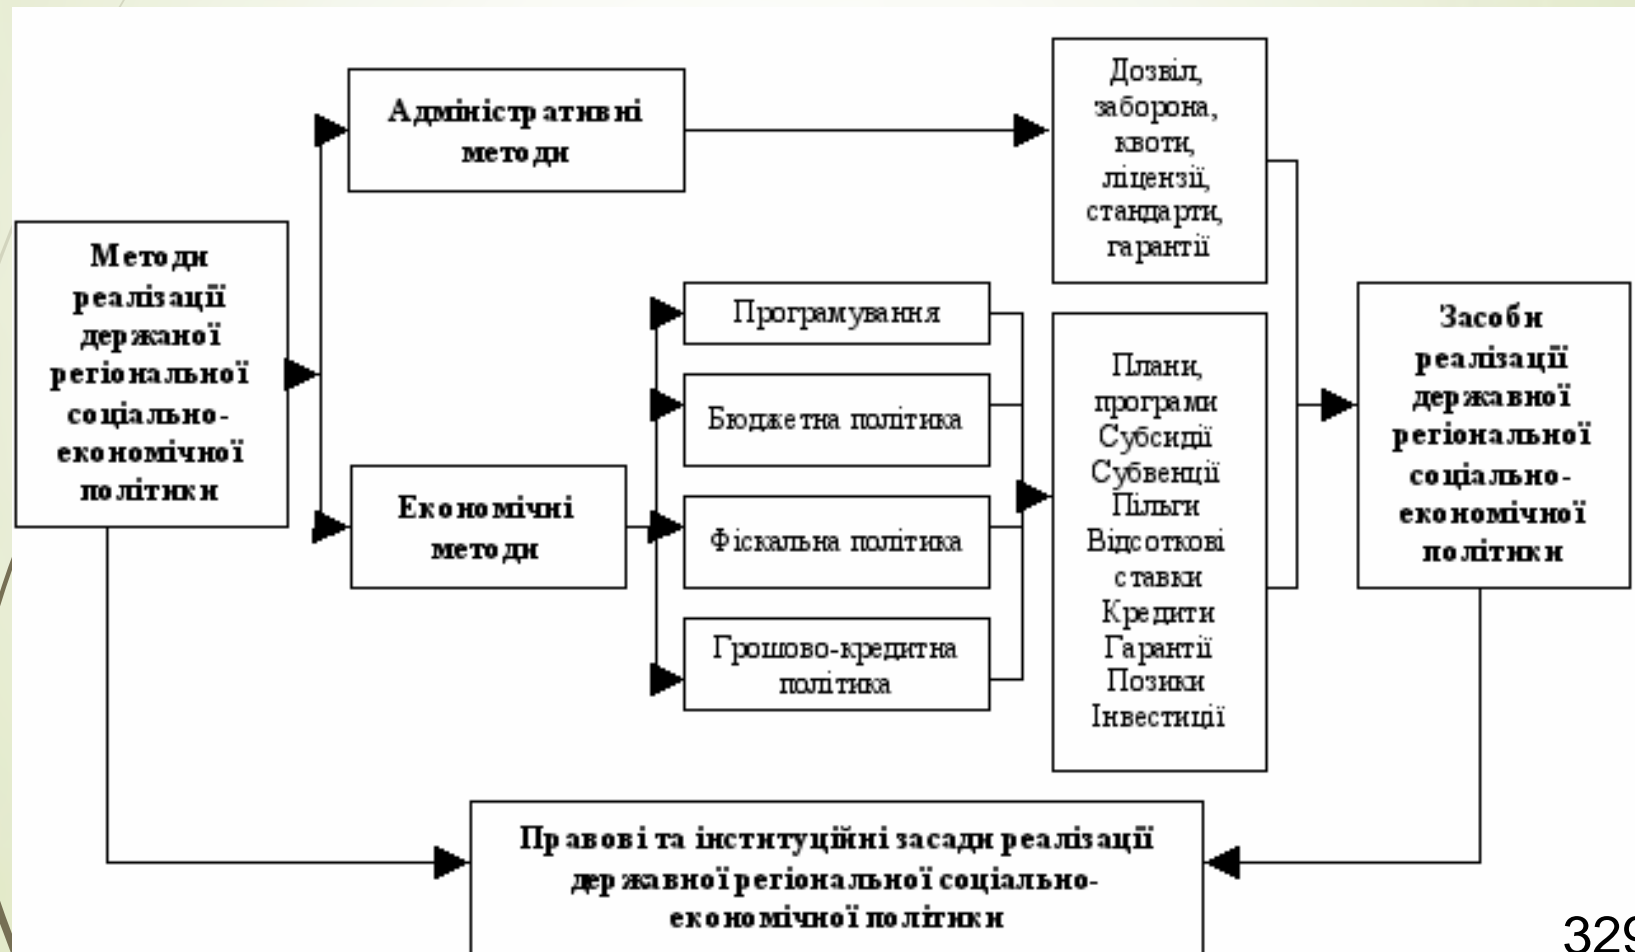 Адміністративні
методи
Дозвіл,
заборона,
квоти,
ліцензії,
стандарти,
гарантії
Методи
реалізації
держаної
регіональної
соціально-
економічної
політики
Програмування
Бюджетна політика
Економічні
методи
Фіскальна політика
Грошово-кредитна
політика
Плани,
програми
Субсидії
Субвенції
Пільги
Відсоткові
ставки
Кредити
Гарантії
Позики
Інвестиції
Засоби
реалізації
державної
регіональної
соціально-
економічної
політики
Правові та інституційні засади реалізації
державної регіональної соціально-
економічної політики
329